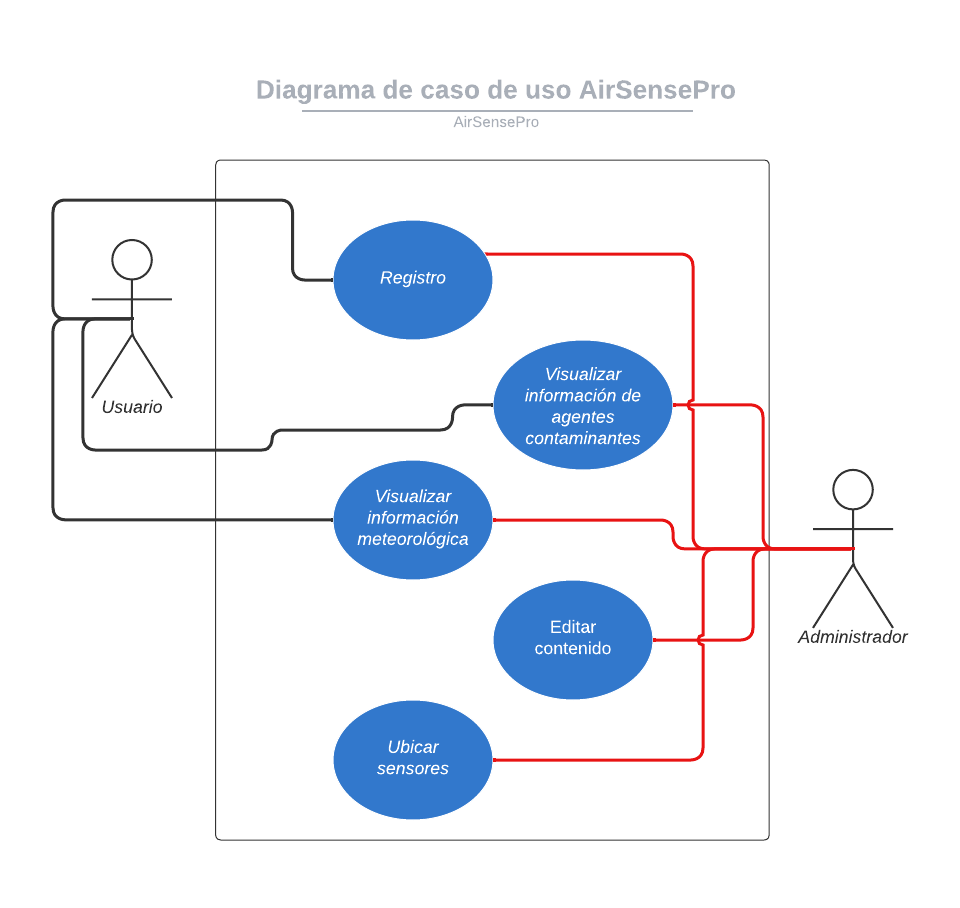 Diagrama de caso de uso AirSensePro
AirSensePro
Registro
Visualizar
información de
agentes
contaminantes
Usuario
Visualizar
información
meteorológica
Editar
contenido
Administrador
Ubicar
sensores